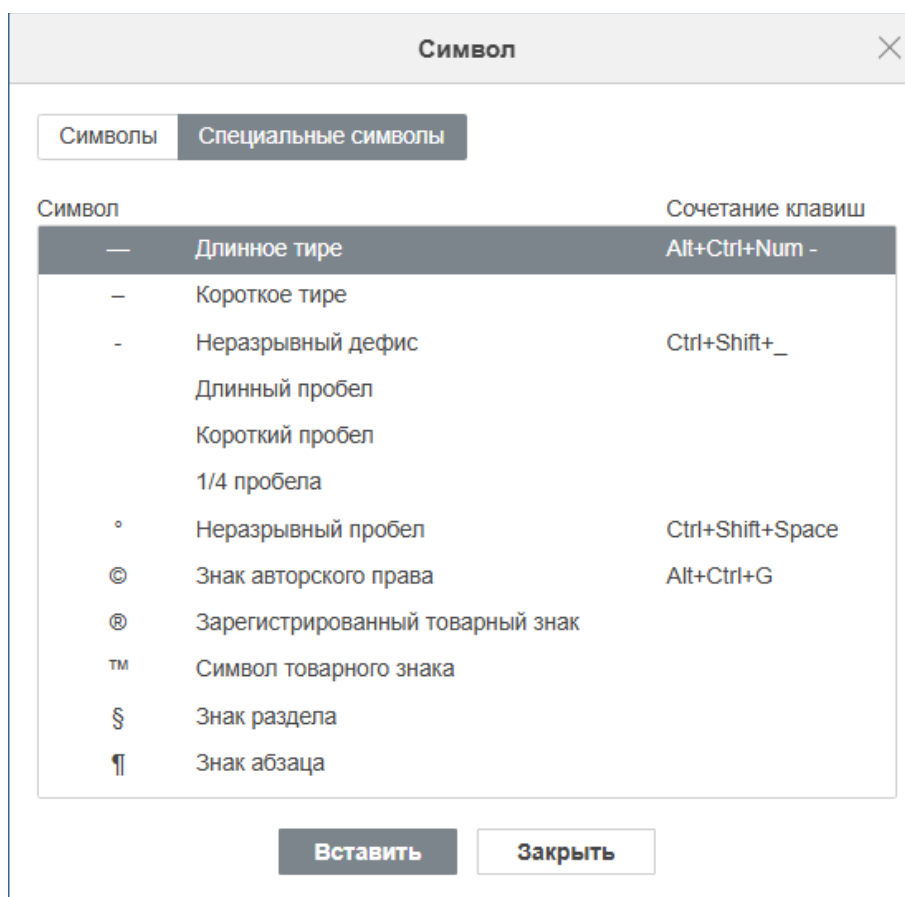 Символ
Символы Специальные символы
Символ Сочетание клавиш
— Длинное тире Alt+Ctrl+Num -
– Короткое тире
- Неразрывный дефис Ctrl+Shift+_
Длинный пробел
Короткий пробел
1/4 пробела
° Неразрывный пробел Ctrl+Shift+Space
© Знак авторского права Alt+Ctrl+G
® Зарегистрированный товарный знак
™ Символ товарного знака
§ Знак раздела
¶ Знак абзаца
Вставить Закрыть